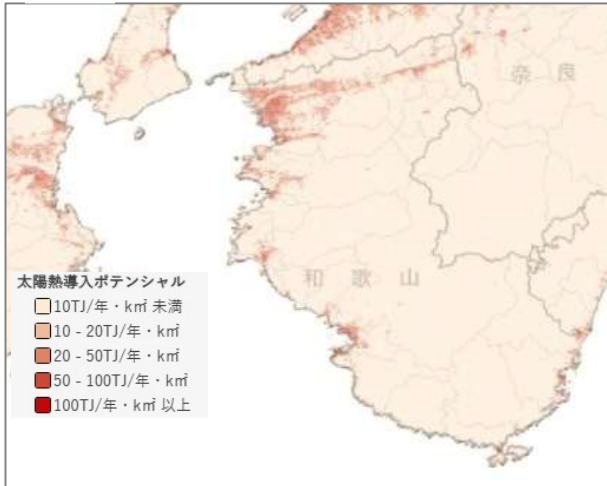 奈良
和歌山
太陽熱導入ポテンシャル
10TJ/年・k㎡ 未満
10 - 20TJ/年・k㎡
20 - 50TJ/年・k㎡
50 - 100TJ/年・k㎡
100TJ/年・k㎡ 以上